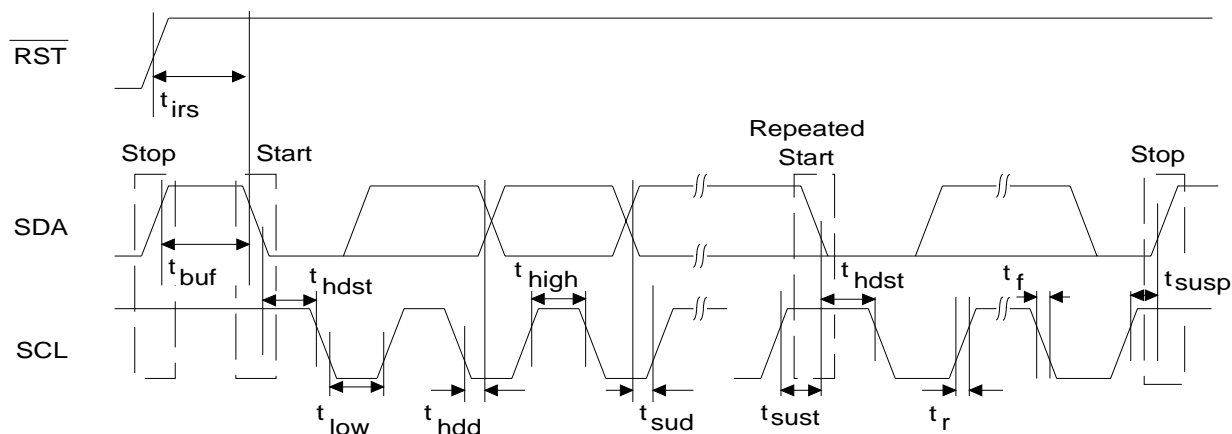 RST
t irs
Repeated
Stop Start Start Stop
SDA
t buf t hdst t high t hdst t f t susp
SCL
t low t hdd t sud t sust t r